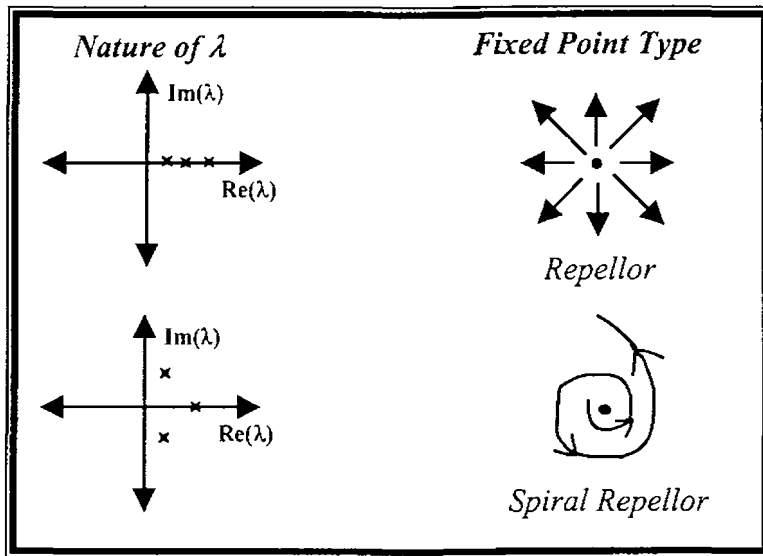 Nature of λ
Fixed Point Type
Im(λ)
Re(λ)
Repellor
Im(λ)
Re(λ)
Spiral Repellor